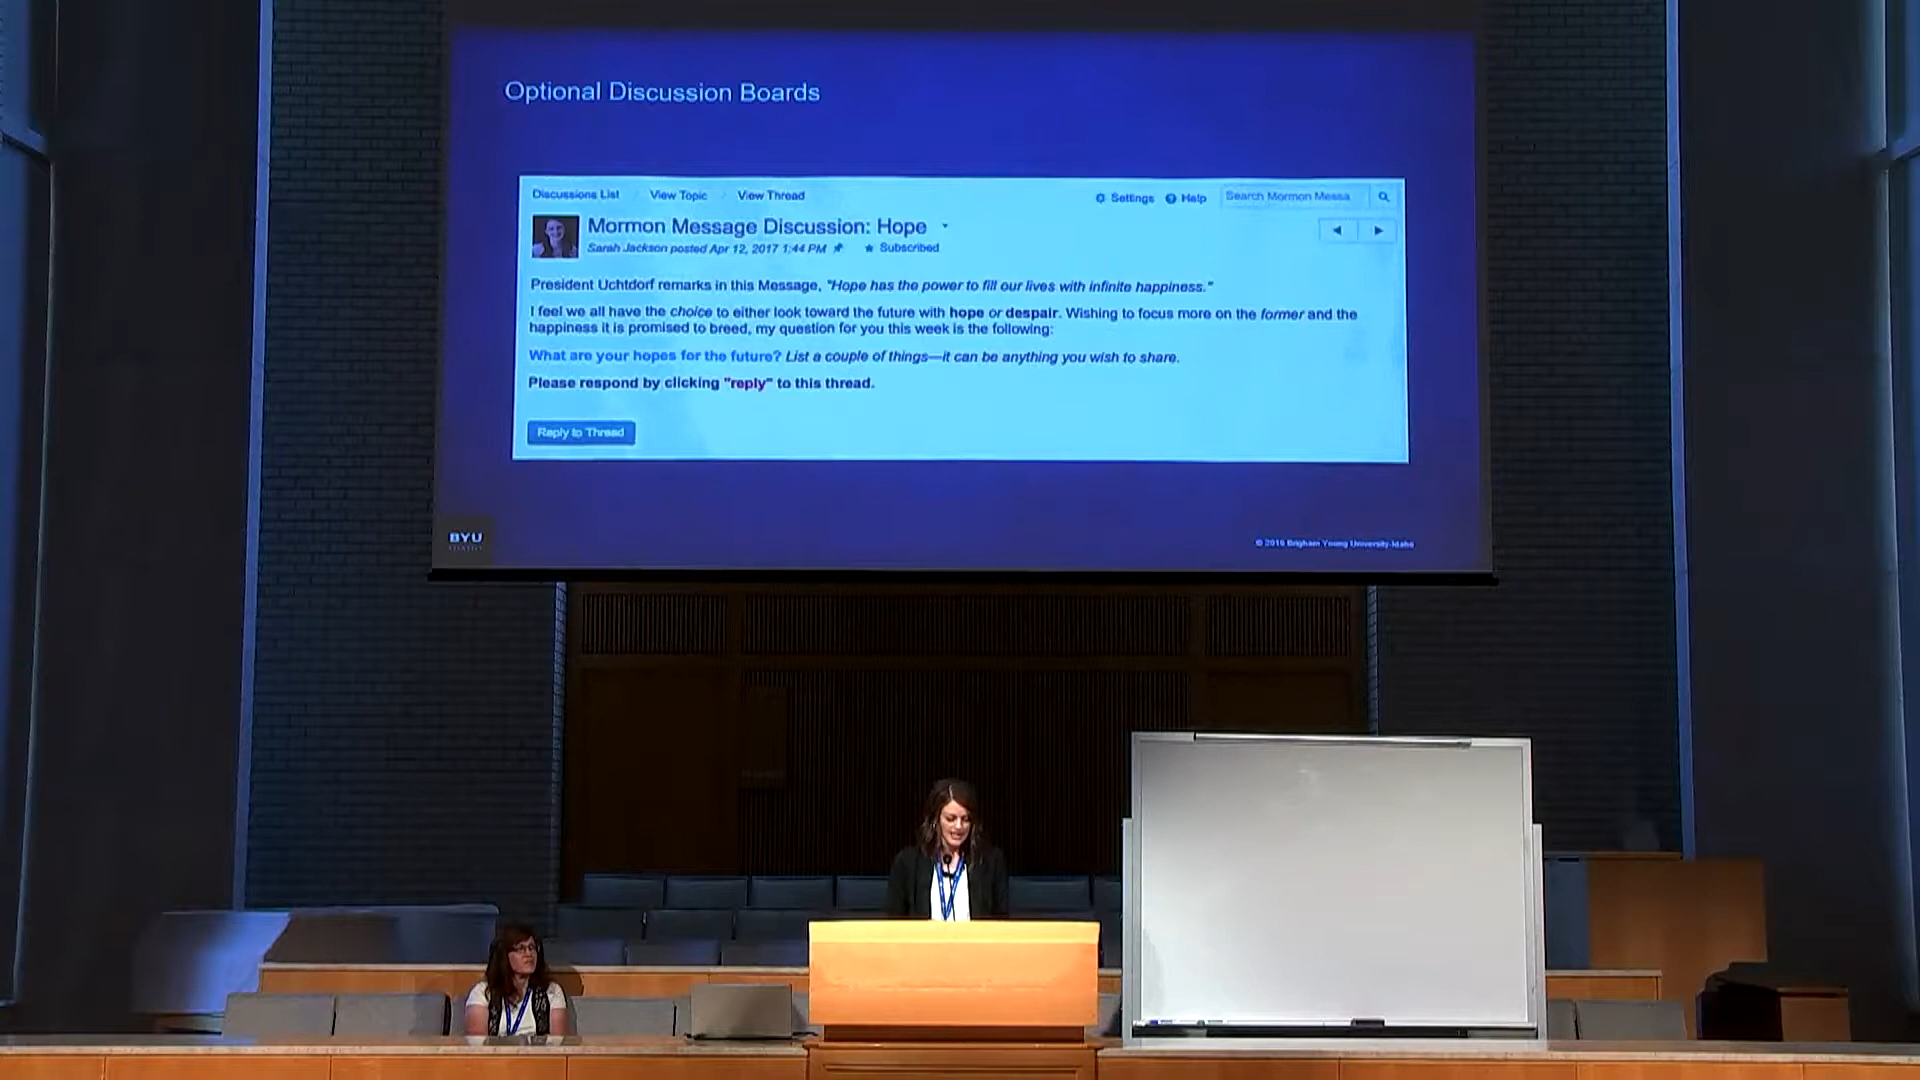 Optional Discussion Boards
Discussions List View Topic View Thread Settings Help Search Mormon Messa
Mormon Message Discussion: Hope
Sarah Jackson posted Apr 12, 2017 1:44 PM Subscribed
President Uchtdorf remarks in this Message, "Hope has the power to fill our lives with infinite happiness."
I feel we all have the choice to either look toward the future with hope or despair. Wishing to focus more on the former and the
happiness it is promised to breed, my question for you this week is the following:
What are your hopes for the future? List a couple of things—it can be anything you wish to share.
Please respond by clicking "reply" to this thread.
Reply to Thread
BYU
© 2016 Brigham Young University-Idaho